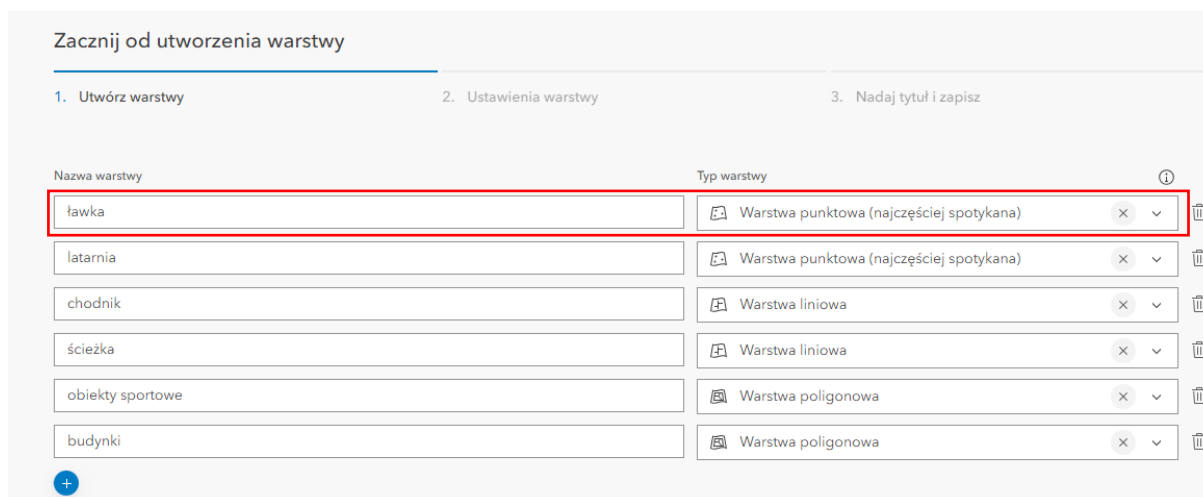 Zacznij od utworzenia warstwy
1. Utwórz warstwy 2. Ustawienia warstwy 3. Nadaj tytuł i zapisz
Nazwa warstwy Typ warstwy
ławka Warstwa punktowa (najczęściej spotykana)
latarnia Warstwa punktowa (najczęściej spotykana)
chodnik Warstwa liniowa
ścieżka Warstwa liniowa
obiekty sportowe Warstwa poligonowa
budynki Warstwa poligonowa